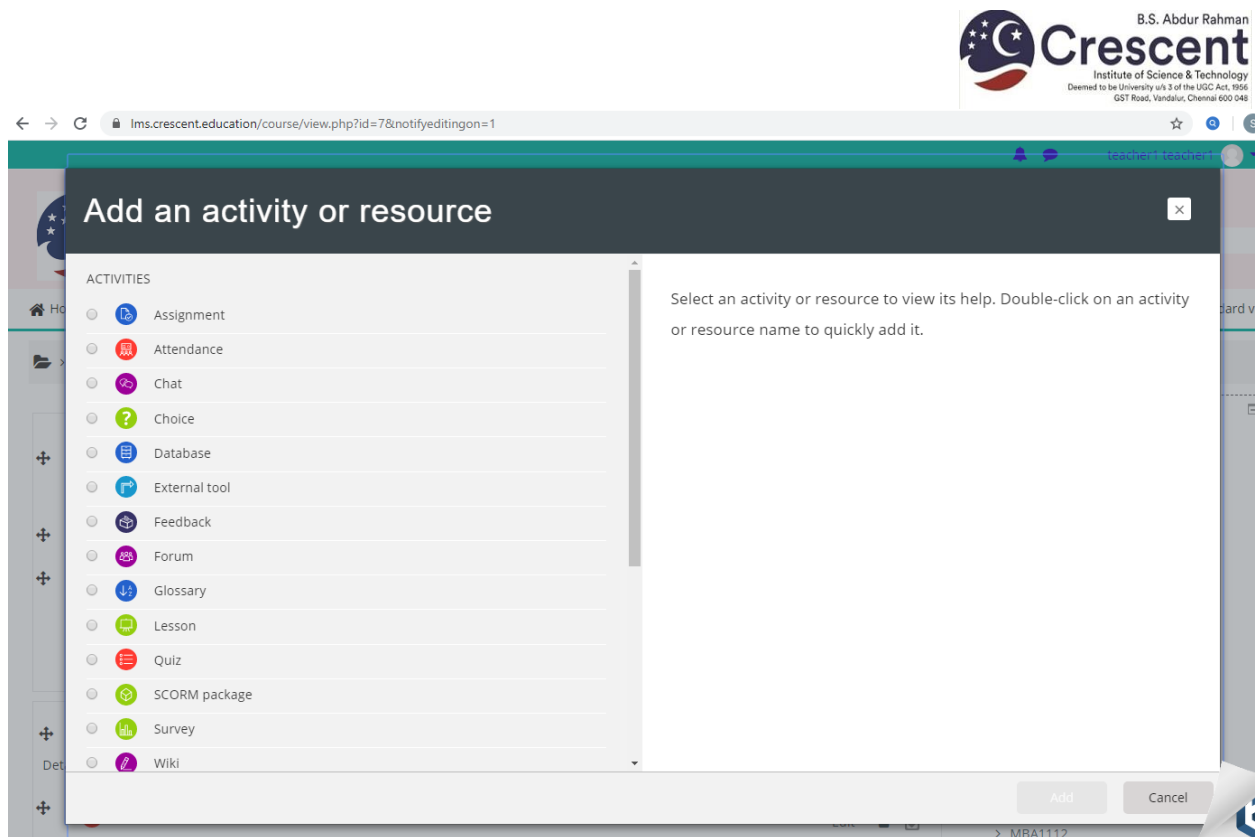 B.S. Abdur Rahman
Crescent
Institute of Science & Technology
Deemed to be University u/s 3 of the UGC Act, 1956
GST Road, Vandalur, Chennai 600 048
lms.crescent.education/course/view.php?id=7&notifyeditingon=1
teacher1 teacher1
Add an activity or resource
ACTIVITIES
Assignment
Attendance
Chat
Choice
Database
External tool
Feedback
Forum
Glossary
Lesson
Quiz
SCORM package
Survey
Wiki
Select an activity or resource to view its help. Double-click on an activity
or resource name to quickly add it.
Add
Cancel
Edit
MBA1112